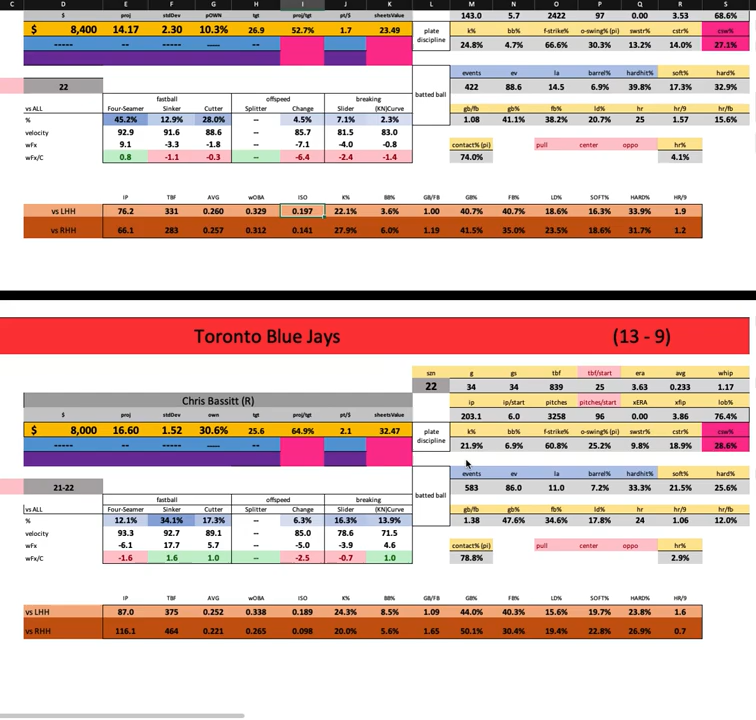 C D E F G H I J K L M N O P Q R S
$ proj stdDev pOWN tgt proj/tgt pt/$ sheetsValue 143.0 5.7 2422 97 0.00 3.53 68.6%
$ 8,400 14.17 2.30 10.3% 26.9 52.7% 1.7 23.49 plate discipline k% bb% f-strike% o-swing% (pi) swstr% cstr% csw%
----- -- ----- -- 24.8% 4.7% 66.6% 30.3% 13.2% 14.0% 27.1%
events ev la barrel% hardhit% soft% hard%
22 batted ball 422 88.6 14.5 6.9% 39.8% 17.3% 32.9%
fastball offspeed breaking
vs ALL Four-Seamer Sinker Cutter Splitter Change Slider (KN)Curve gb/fb gb% fb% ld% hr hr/9 hr/fb
% 45.2% 12.9% 28.0% -- 4.5% 7.1% 2.3% 1.08 41.1% 38.2% 20.7% 25 1.57 15.6%
velocity 92.9 91.6 88.6 85.7 81.5 83.0
wFx 9.1 -3.3 -1.8 -7.1 -4.0 -0.8 contact% (pi) pull center oppo hr%
wFx/C 0.8 -1.1 -0.3 -- -6.4 -2.4 -1.4 74.0% 4.1%
IP TBF AVG wOBA ISO K% BB% GB/FB GB% FB% LD% SOFT% HARD% HR/9
vs LHH 76.2 331 0.260 0.329 0.197 22.1% 3.6% 1.00 40.7% 40.7% 18.6% 16.3% 33.9% 1.9
vs RHH 66.1 283 0.257 0.312 0.141 27.9% 6.0% 1.19 41.5% 35.0% 23.5% 18.6% 31.7% 1.2
Toronto Blue Jays (13 - 9)
szn g gs tbf tbf/start era avg whip
22 34 34 839 25 3.63 0.233 1.17
Chris Bassitt (R) ip ip/start pitches pitches/start xERA xfip lob%
$ proj stdDev own tgt proj/tgt pt/$ sheetsValue 203.1 6.0 3258 96 0.00 3.86 76.4%
$ 8,000 16.60 1.52 30.6% 25.6 64.9% 2.1 32.47 plate discipline k% bb% f-strike% o-swing% (pi) swstr% cstr% csw%
----- -- ----- -- 21.9% 6.9% 60.8% 25.2% 9.8% 18.9% 28.6%
events ev la barrel% hardhit% soft% hard%
21-22 batted ball 583 86.0 11.0 7.2% 33.3% 21.5% 25.6%
fastball offspeed breaking
vs ALL Four-Seamer Sinker Cutter Splitter Change Slider (KN)Curve gb/fb gb% fb% ld% hr hr/9 hr/fb
% 12.1% 34.1% 17.3% -- 6.3% 16.3% 13.9% 1.38 47.6% 34.6% 17.8% 24 1.06 12.0%
velocity 93.3 92.7 89.1 85.0 78.6 71.5
wFx -6.1 17.7 5.7 -5.0 -3.9 4.6 contact% (pi) pull center oppo hr%
wFx/C -1.6 1.6 1.0 -- -2.5 -0.7 1.0 78.8% 2.9%
IP TBF AVG wOBA ISO K% BB% GB/FB GB% FB% LD% SOFT% HARD% HR/9
vs LHH 87.0 375 0.252 0.338 0.189 24.3% 8.5% 1.09 44.0% 40.3% 15.6% 19.7% 23.8% 1.6
vs RHH 116.1 464 0.221 0.265 0.098 20.0% 5.6% 1.65 50.1% 30.4% 19.4% 22.8% 26.9% 0.7